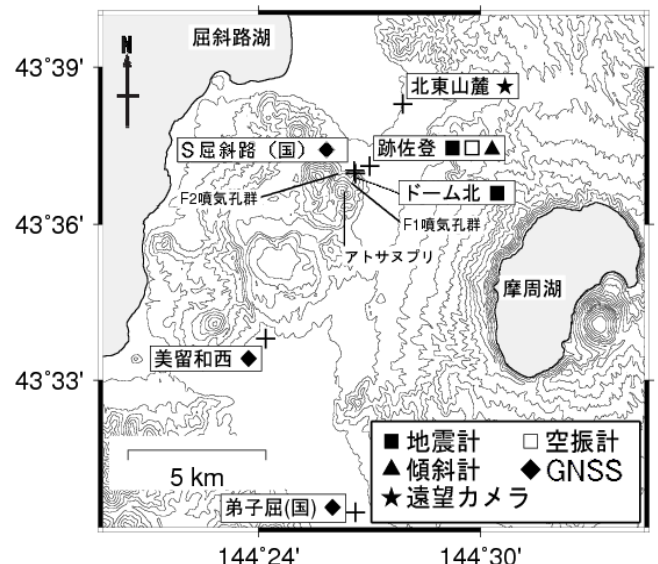 屈斜路湖
N
43°39'
北東山麓 ★
S屈斜路（国） ◆
跡佐登 ■□▲
F2噴気孔群
ドーム北 ■
43°36'
F1噴気孔群
アトサヌプリ
摩周湖
美留和西 ◆
43°33'
■地震計 □空振計
▲傾斜計 ◆GNSS
★遠望カメラ
5 km
弟子屈(国) ◆
144°24' 144°30'